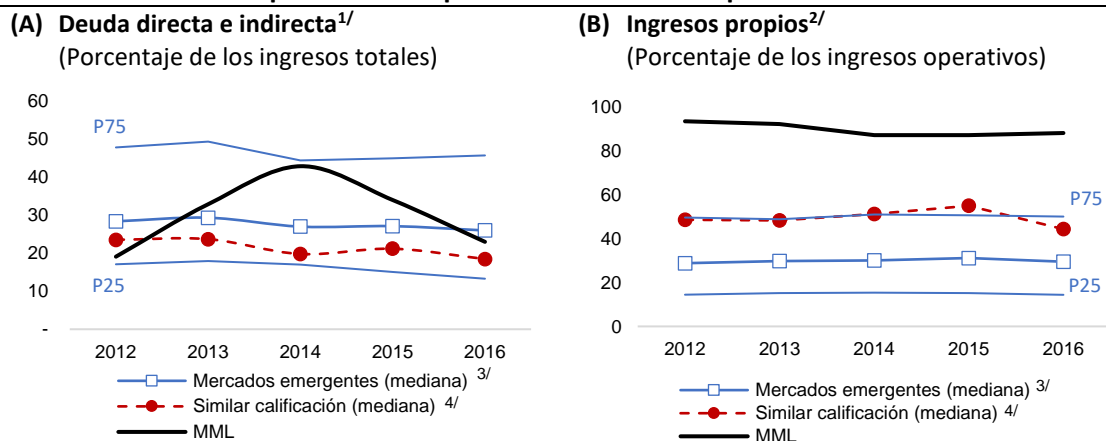 (A) Deuda directa e indirecta1/
(Porcentaje de los ingresos totales)
60
50
40
30
20
10
-
P75
P25
2012 2013 2014 2015 2016
Mercados emergentes (mediana) 3/
Similar calificación (mediana) 4/
MML
(B) Ingresos propios2/
(Porcentaje de los ingresos operativos)
100
80
60
40
20
0
P75
P25
2012 2013 2014 2015 2016
Mercados emergentes (mediana) 3/
Similar calificación (mediana) 4/
MML